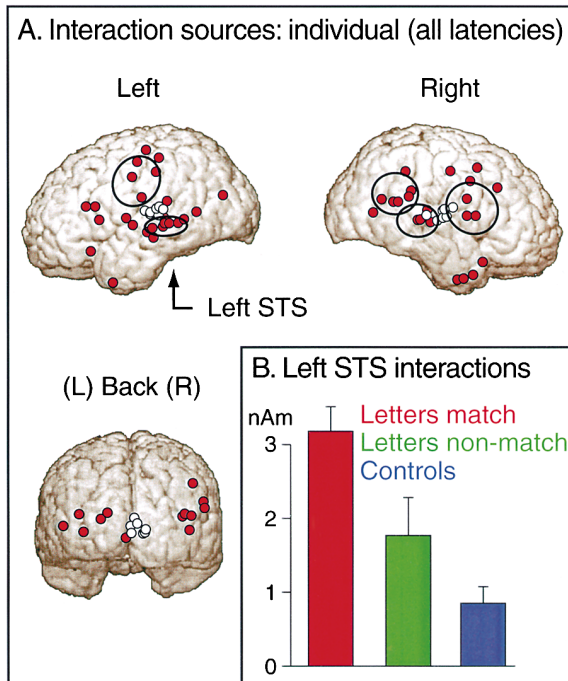 A. Interaction sources: individual (all latencies)
Left
Right
Left STS
(L) Back (R)
B. Left STS interactions
nAm
Letters match
Letters non-match
Controls
3
2
1
0